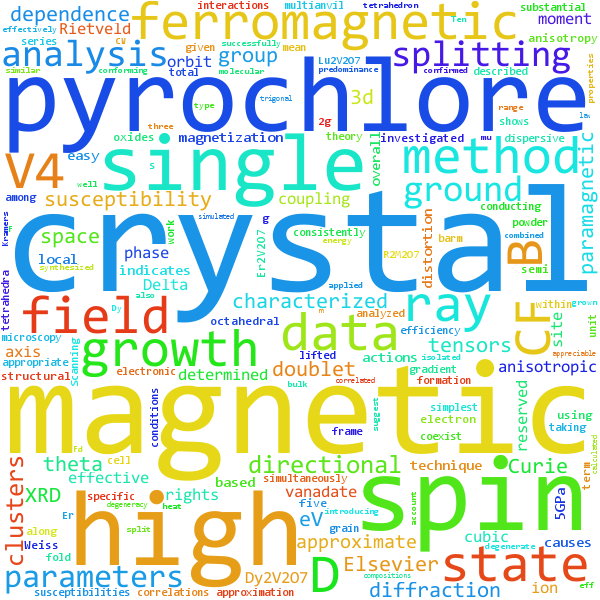 dependence interactions multianvil tetrahedron Ten substantial
effectively Rietveld ferromagnetic moment
series cw successfully mean anisotropy
analysis orbit group given molecular Lu2V2O7 predominance splitting
similar conforming total confirmed mu described properties
pyrochlore
type trigonal 2g range law
oxides three 3d theory shows
easy magnetization investigated dispersive
V4 single method
s well coupling among overall conducting
susceptibility ground paramagnetic
Kramers simulated g powder
space work Er2V2O7 consistently semi
local phase crystal
tetrahedra indicates energy R2M2O7 barm combined
synthesized Delta distortion within grown
octahedral characterized applied analyzed efficiency site unit
microscopy Dy also m isolated
axis field ray CF B
appropriate scanning data tensors appreciable
structural electronic lifted actions gradient anisotropic
growth determined doublet bulk correlated formation
conditions suggest simplest reserved using
magnetic frame electron
theta coexist taking
clusters effective based directional technique Curie
cell Fd calculated
XRD specific rights simultaneously vanadate term
Er degeneracy heat five introducing 5GPa account
Weiss along split eV grain spin
fold high approximate cubic causes
parameters Dy2V2O7 D Elsevier state
degenerate compositions
susceptibilities correlations approximation diffraction ion eff